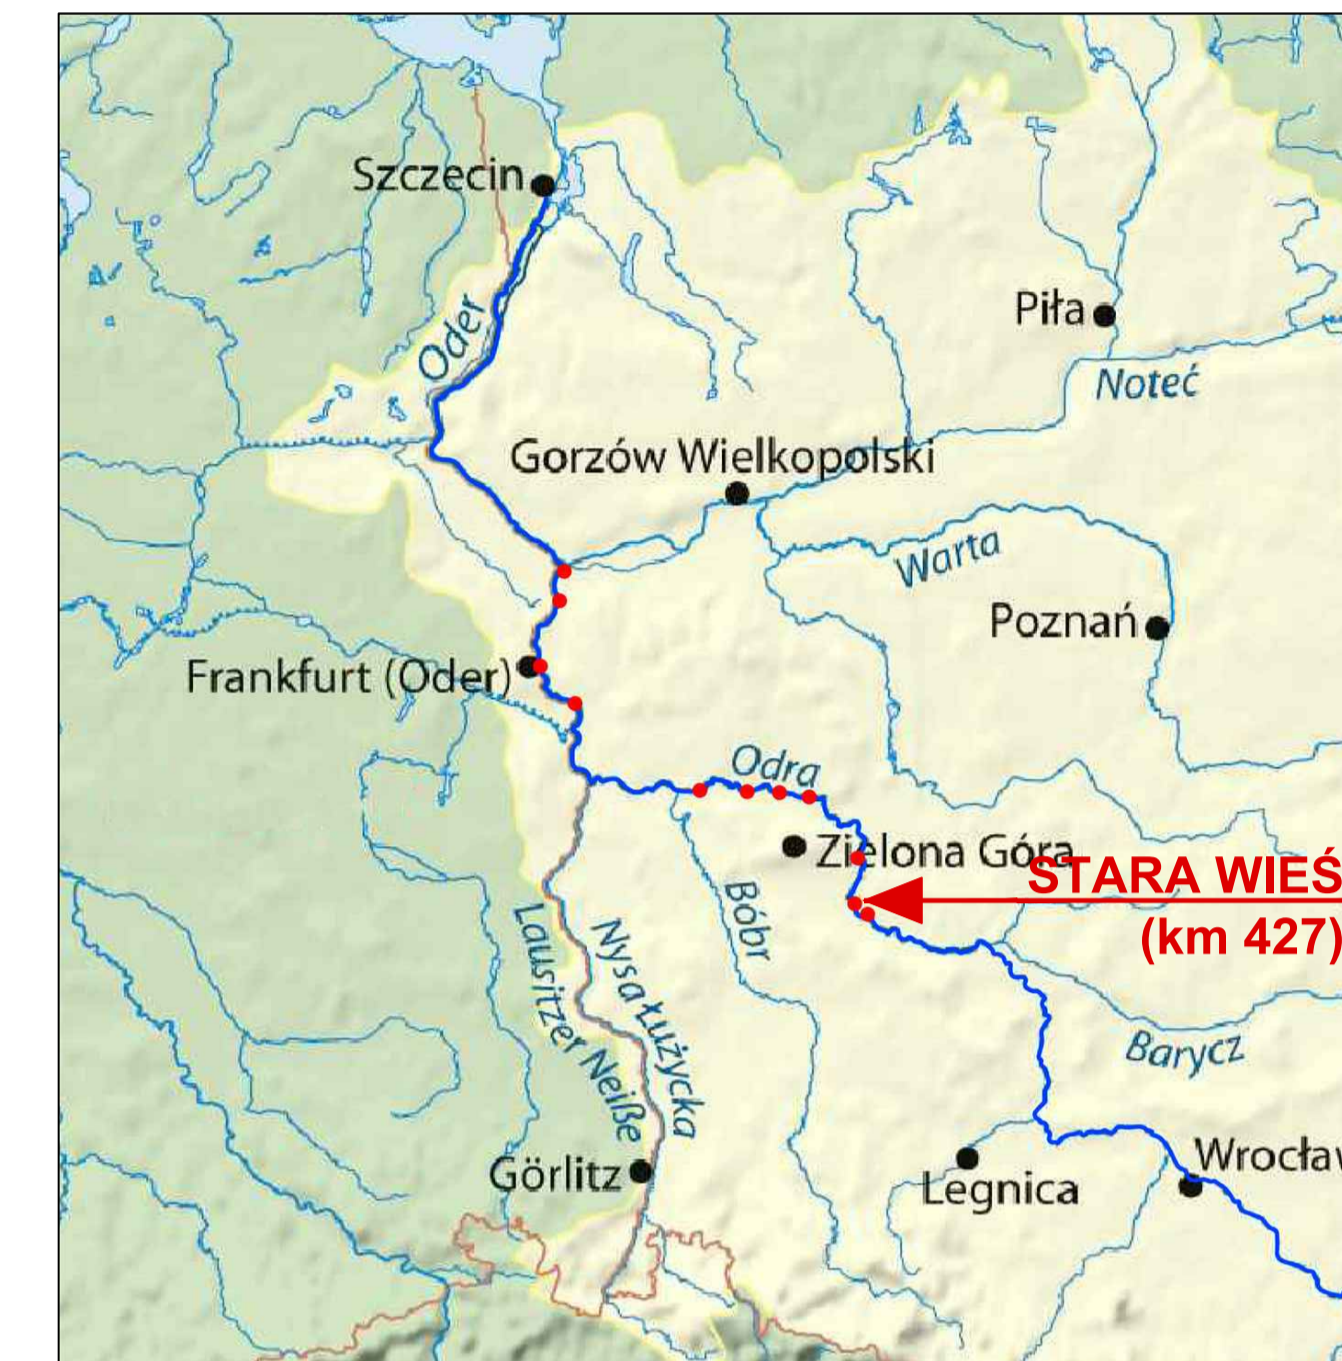 Szczecin
Oder
Piła
Noteć
Gorzów Wielkopolski
Warta
Poznań
Frankfurt (Oder)
Odra
Zielona Góra
STARA WIEŚ
(km 427)
Bóbr
Lausitzer Neiße
Nysa Łużycka
Barycz
Görlitz
Legnica
Wrocław